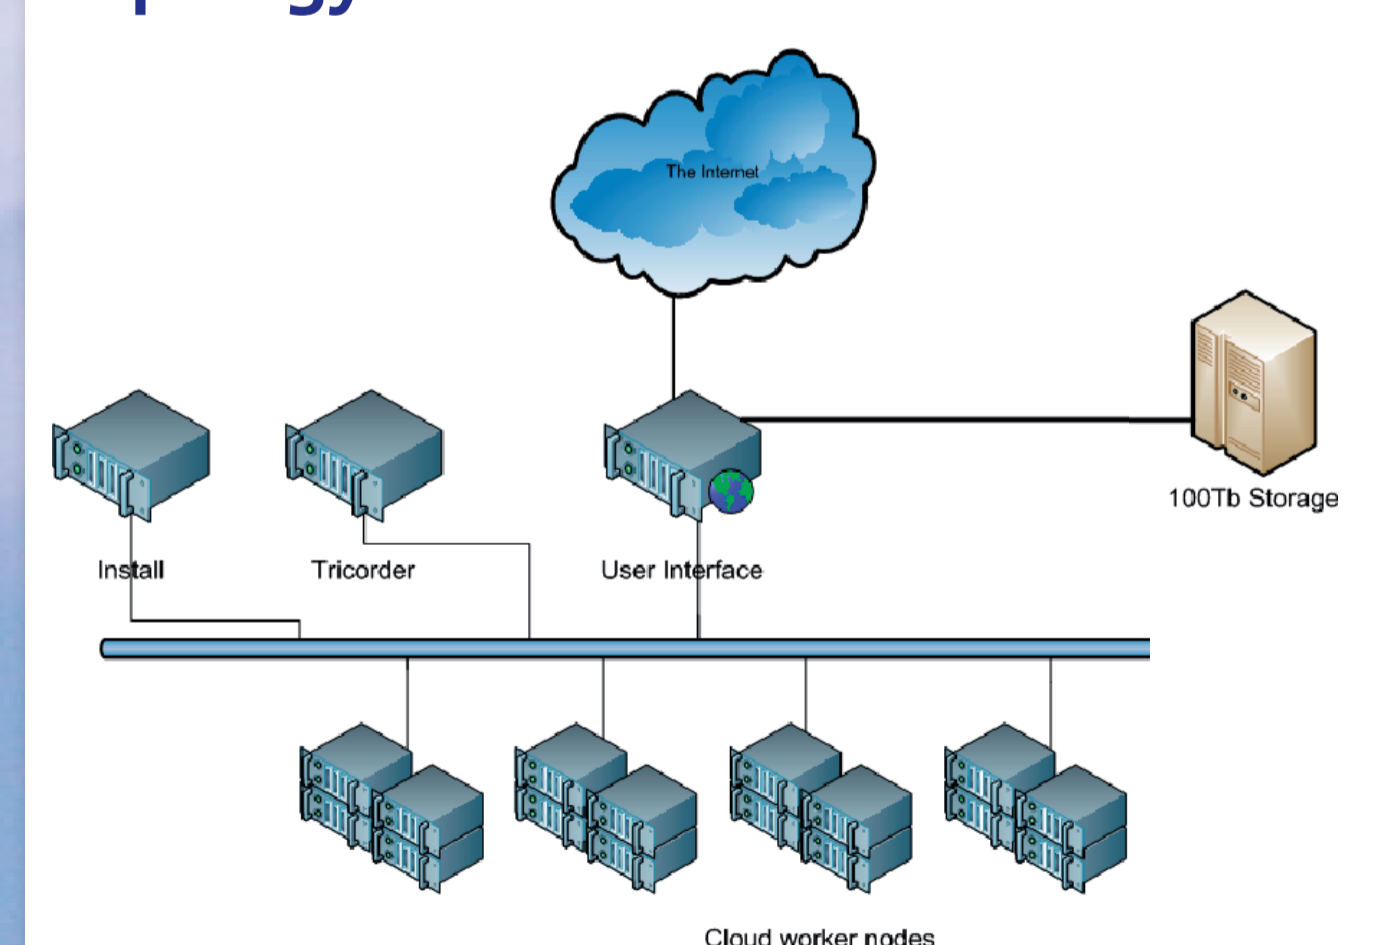 The Internet
100Tb Storage
Install
Tricorder
User Interface
Cloud worker nodes